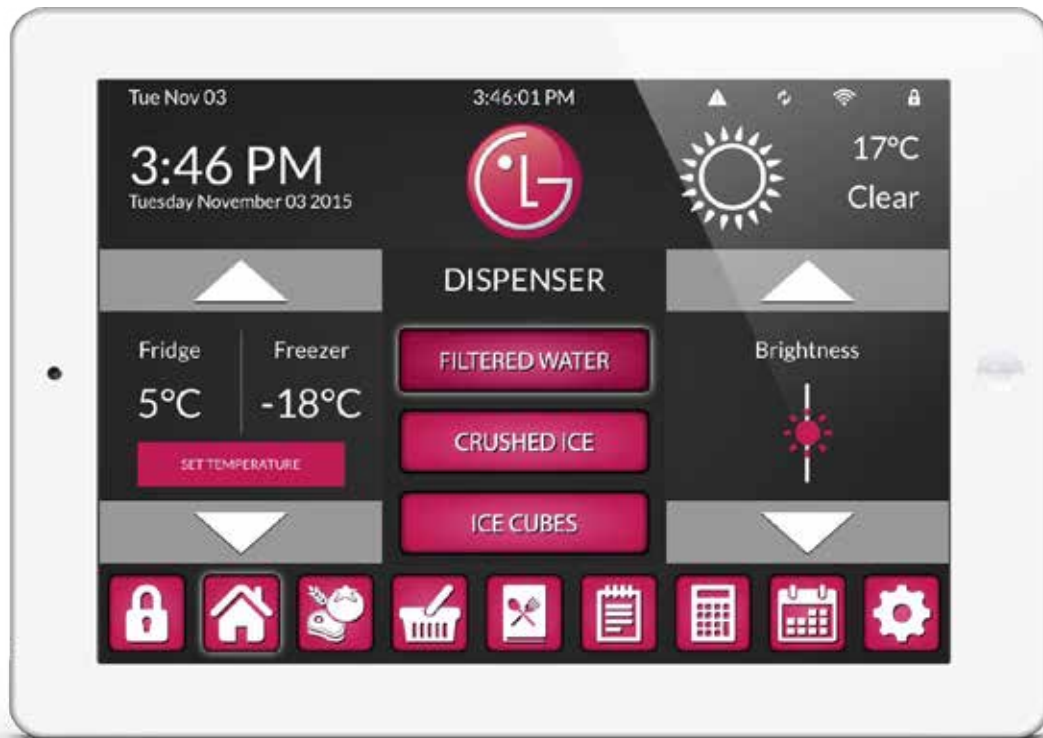 Tue Nov 03
3:46:01 PM
3:46 PM
Tuesday November 03 2015
17°C
Clear
DISPENSER
Fridge
Freezer
5°C
-18°C
SET TEMPERATURE
FILTERED WATER
CRUSHED ICE
ICE CUBES
Brightness